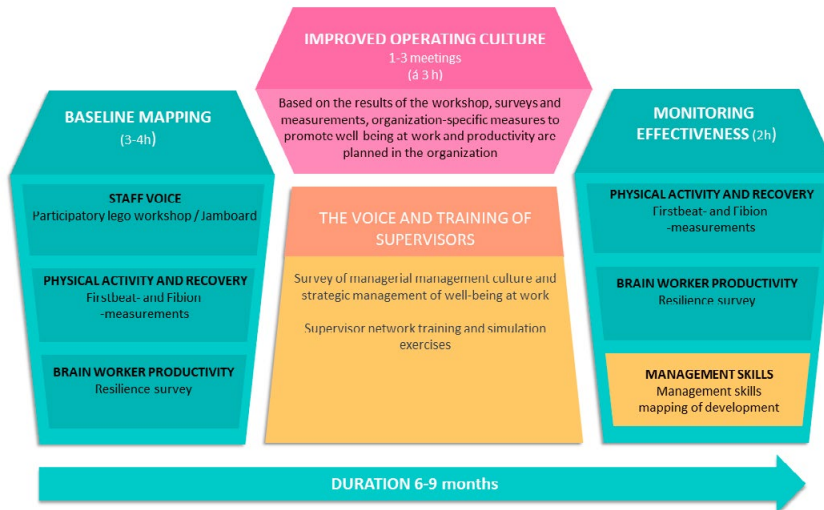 BASELINE MAPPING
(3-4h)
STAFF VOICE
Participatory lego workshop / Jamboard
PHYSICAL ACTIVITY AND RECOVERY
Firstbeat- and Fibion
-measurements
BRAIN WORKER PRODUCTIVITY
Resilience survey
IMPROVED OPERATING CULTURE
1-3 meetings
(á 3 h)
Based on the results of the workshop, surveys and
measurements, organization-specific measures to
promote well-being at work and productivity are
planned in the organization
THE VOICE AND TRAINING OF
SUPERVISORS
Survey of managerial management culture and
strategic management of well-being at work
Supervisor network training and simulation
exercises
MONITORING
EFFECTIVENESS (2h)
PHYSICAL ACTIVITY AND RECOVERY
Firstbeat- and Fibion
-measurements
BRAIN WORKER PRODUCTIVITY
Resilience survey
MANAGEMENT SKILLS
Management skills
mapping of development
DURATION 6-9 months